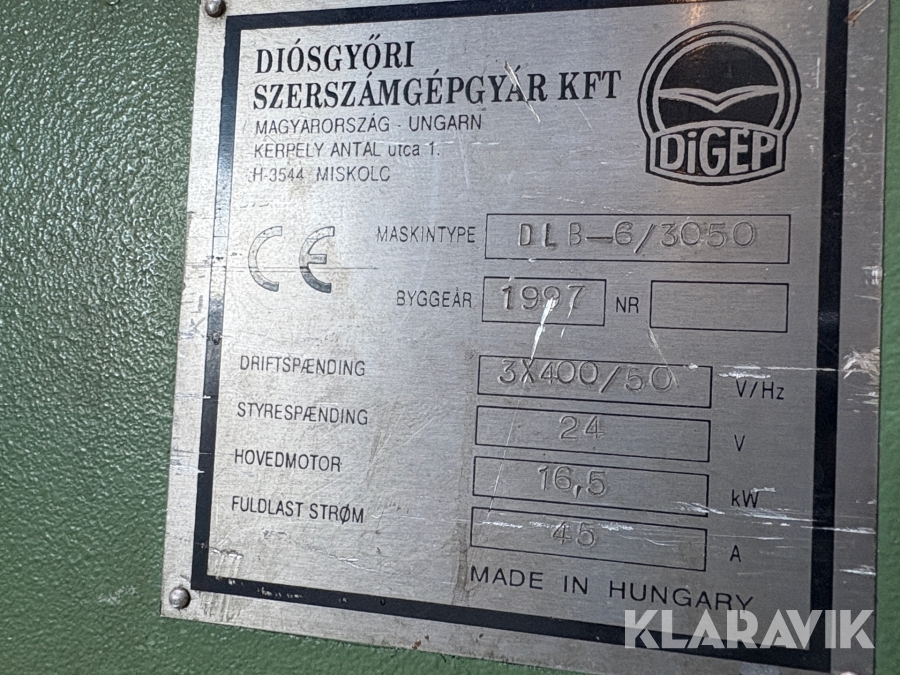 DIÓSGYŐRI
SZERSZÁMGÉPGYÁR KFT
MAGYARORSZÁG - UNGARN
KERPELY ANTAL utca 1.
H-3544 MISKOLC
DiGÉP
CE
MASKINTYPE DLB-6/3050
BYGGEÅR 1997 NR
DRIFTSPÆNDING 3X400/50 V/Hz
STYRESPÆNDING 24 V
HOVEDMOTOR 16,5 kW
FULDLAST STRØM 45 A
MADE IN HUNGARY
KLARAVIK